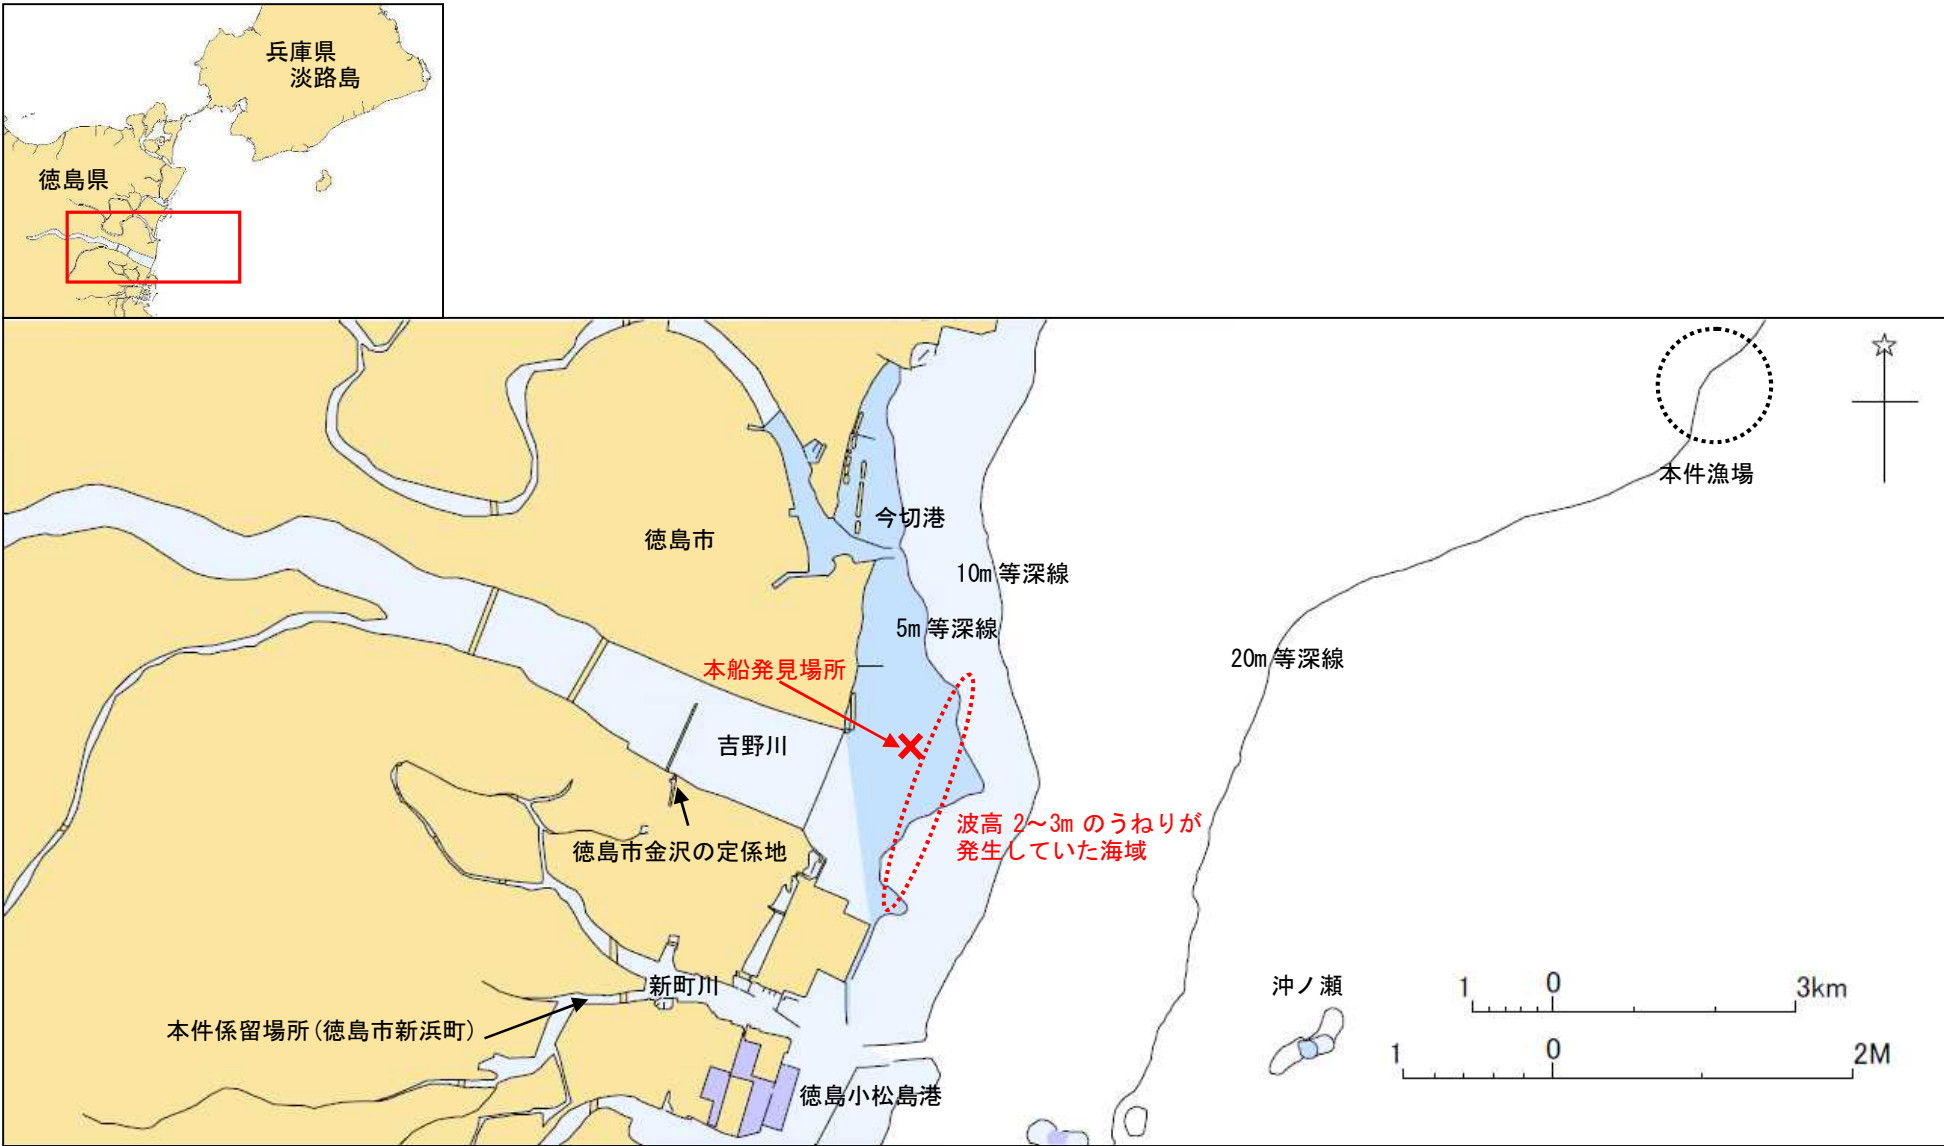 兵庫県
淡路島
徳島県
本件漁場
今切港
徳島市
10m 等深線
5m 等深線
20m 等深線
本船発見場所
吉野川
波高 2～3m のうねりが
発生していた海域
徳島市金沢の定係地
新町川
沖ノ瀬
1 0 3km
本件係留場所(徳島市新浜町)
1 0 2M
徳島小松島港